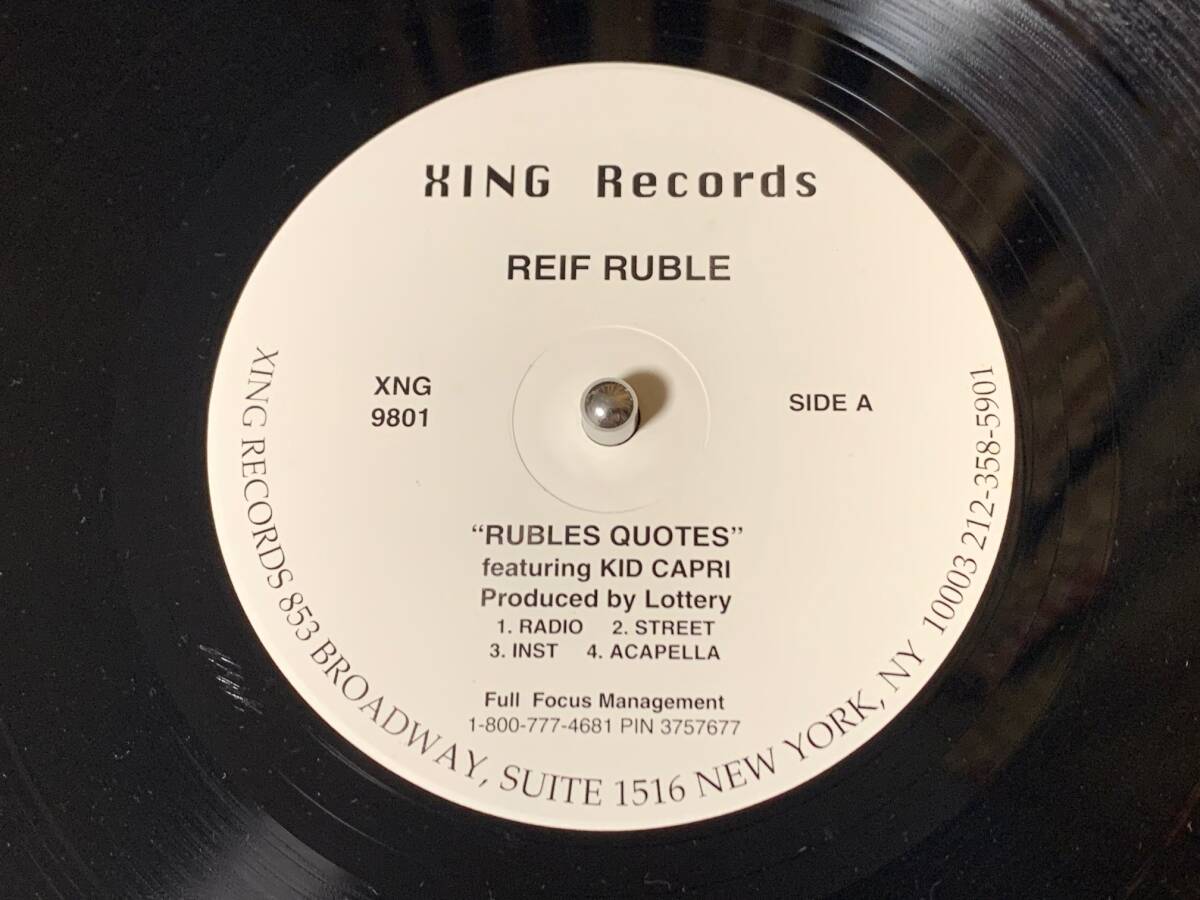 XING Records
REIF RUBLE
XNG
9801
SIDE A
"RUBLES QUOTES"
featuring KID CAPRI
Produced by Lottery
1. RADIO 2. STREET
3. INST 4. ACAPELLA
Full Focus Management
1-800-777-4681 PIN 3757677
XING RECORDS 853 BROADWAY, SUITE 1516 NEW YORK, NY 10003 212-358-5901